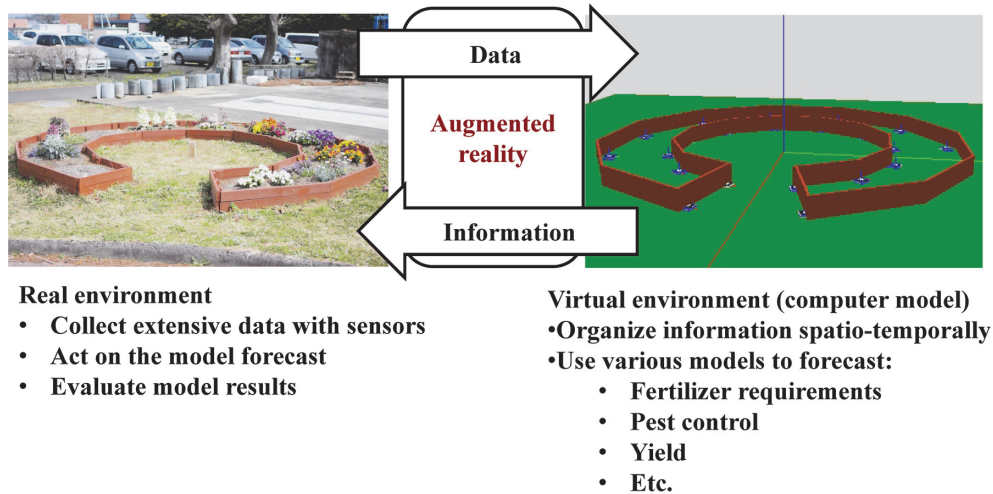 Data
Augmented
reality
Information
Real environment
• Collect extensive data with sensors
• Act on the model forecast
• Evaluate model results
Virtual environment (computer model)
•Organize information spatio-temporally
•Use various models to forecast:
• Fertilizer requirements
• Pest control
• Yield
• Etc.